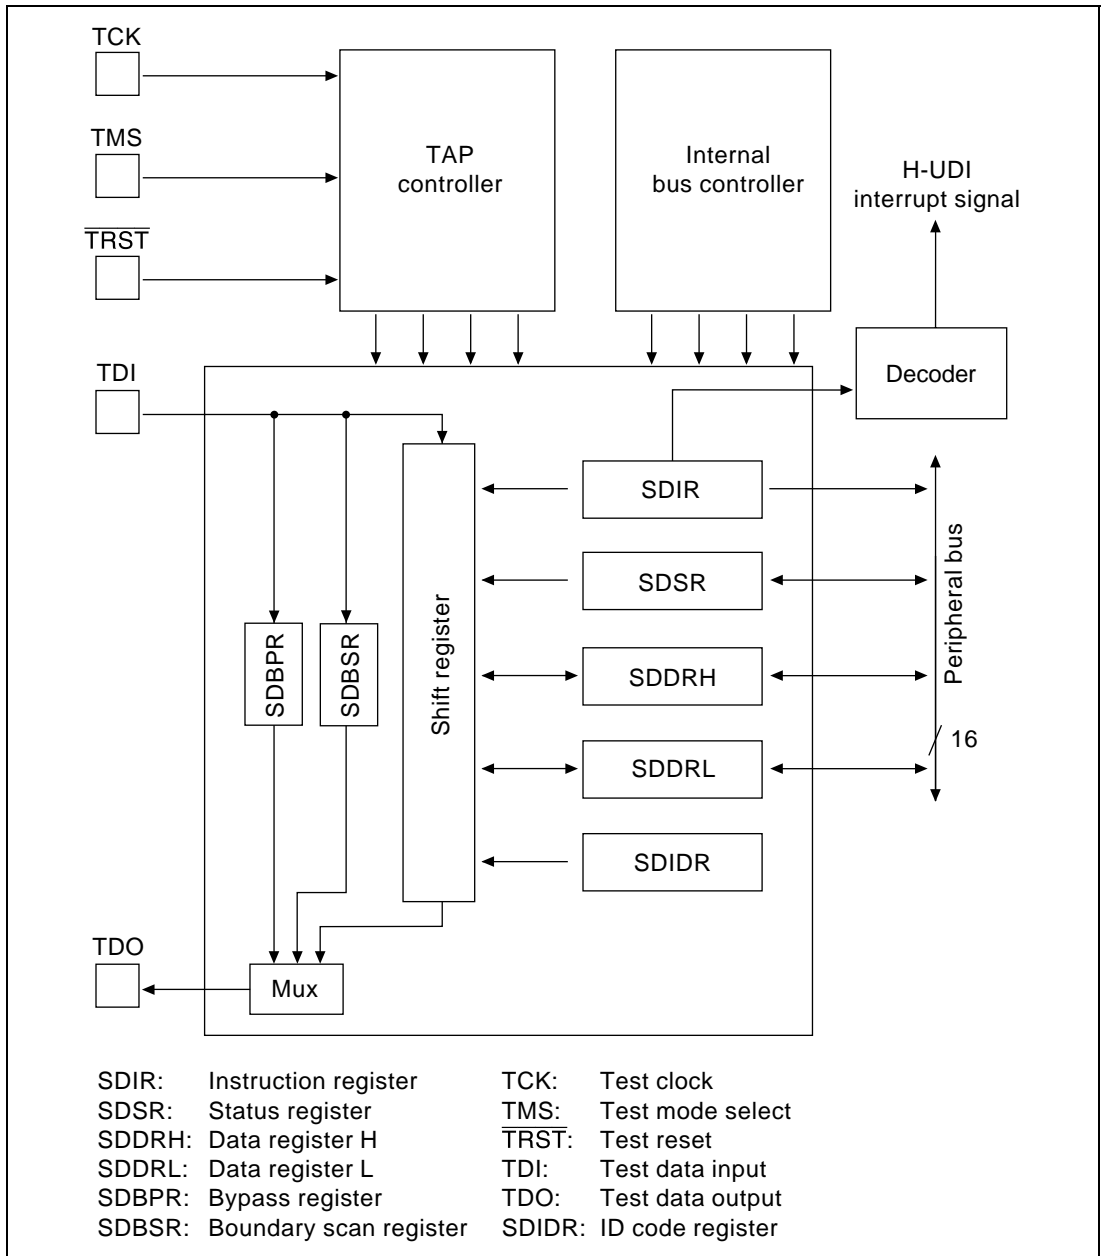 TCK
TMS
TRST
TDI
TDO
TAP
controller
Internal
bus controller
H-UDI
interrupt signal
Decoder
SDIR
SDSR
SDDRH
SDDRL
SDIDR
SDBPR
SDBSR
Shift register
Peripheral bus
16
Mux
SDIR: Instruction register
SDSR: Status register
SDDRH: Data register H
SDDRL: Data register L
SDBPR: Bypass register
SDBSR: Boundary scan register
TCK: Test clock
TMS: Test mode select
TRST: Test reset
TDI: Test data input
TDO: Test data output
SDIDR: ID code register